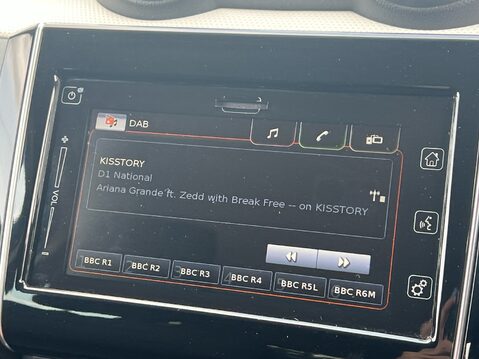 DAB
KISSTORY
D1 National
Ariana Grande ft. Zedd with Break Free -- on KISSTORY
+
VOL
-
BBC R1
BBC R2
BBC R3
BBC R4
BBC R5L
BBC R6M